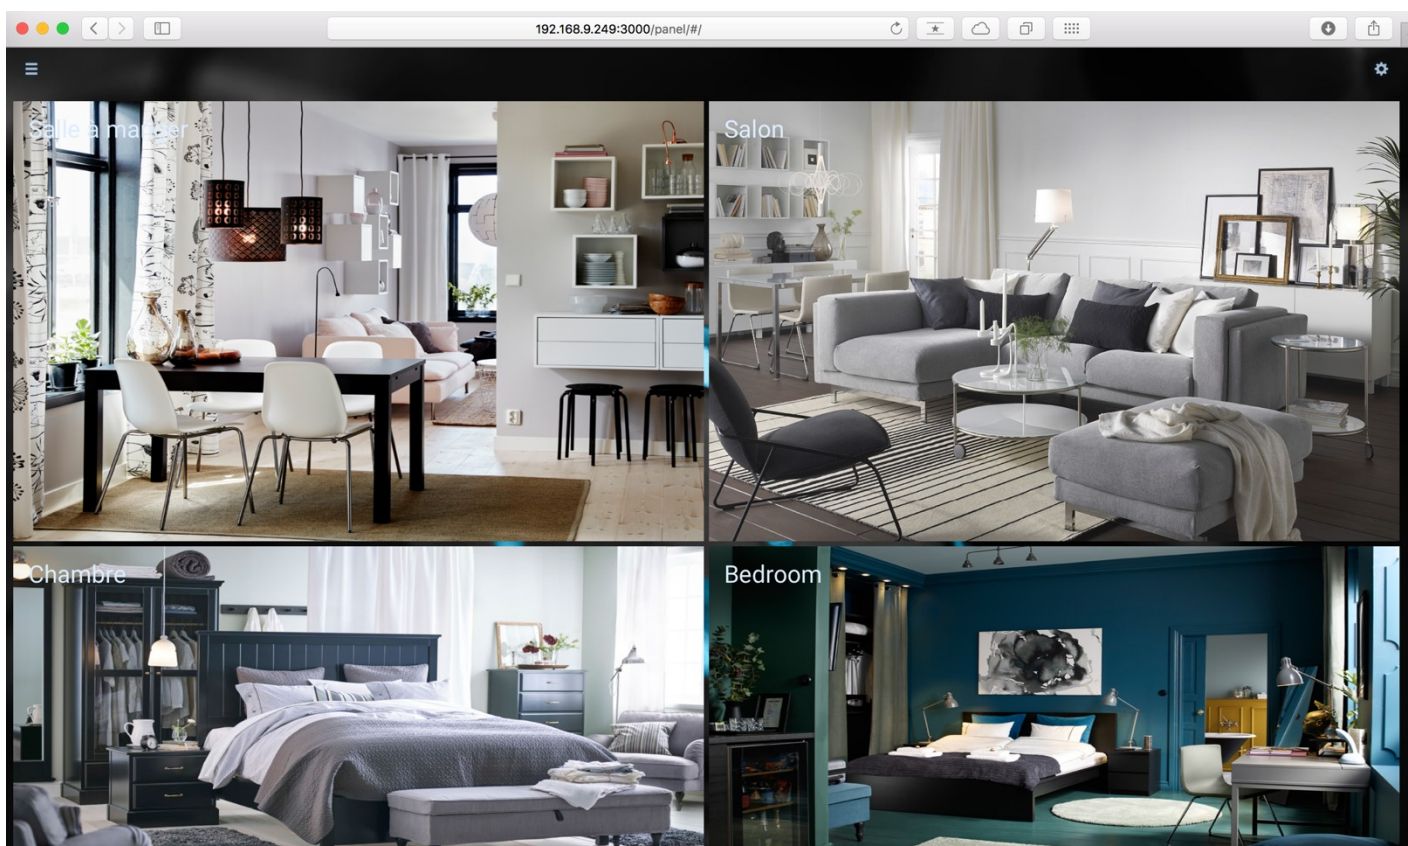 192.168.9.249:3000/panel/#/
Salle à manger
Salon
Chambre
Bedroom